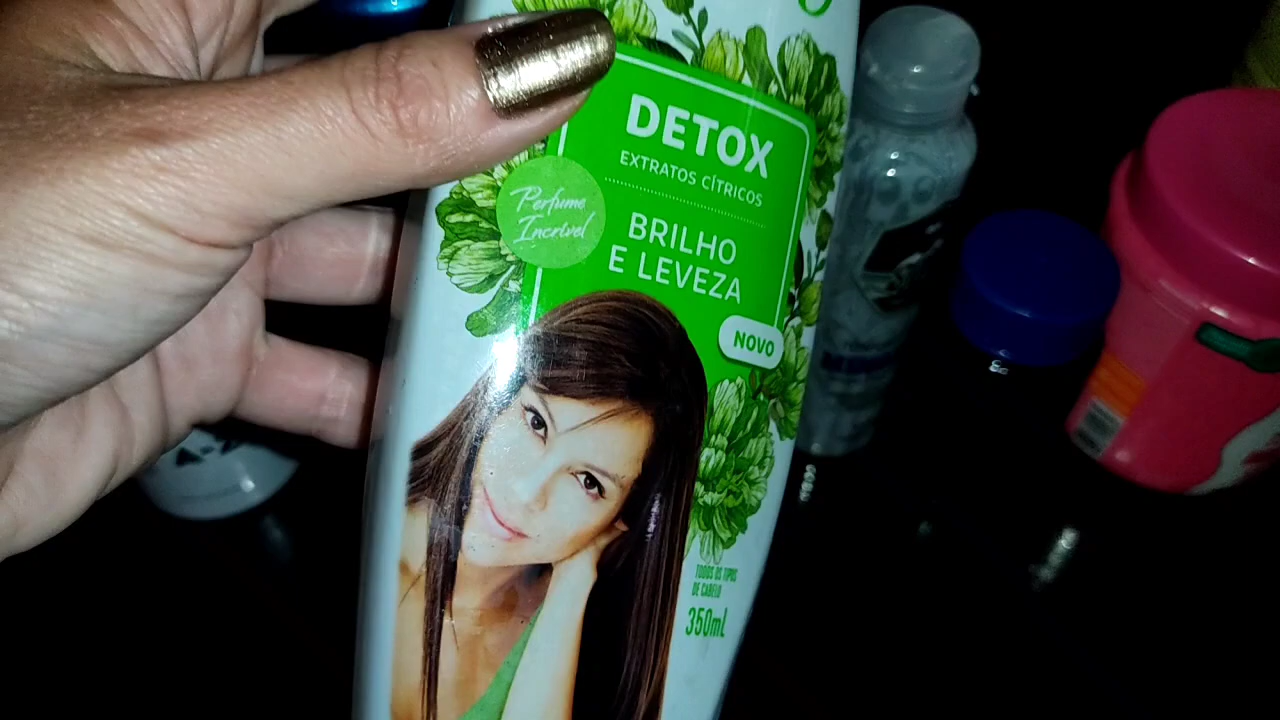 DETOX
EXTRATOS CÍTRICOS
Perfume
Incrível
BRILHO
E LEVEZA
NOVO
TODOS OS TIPOS
DE CABELO
350mL